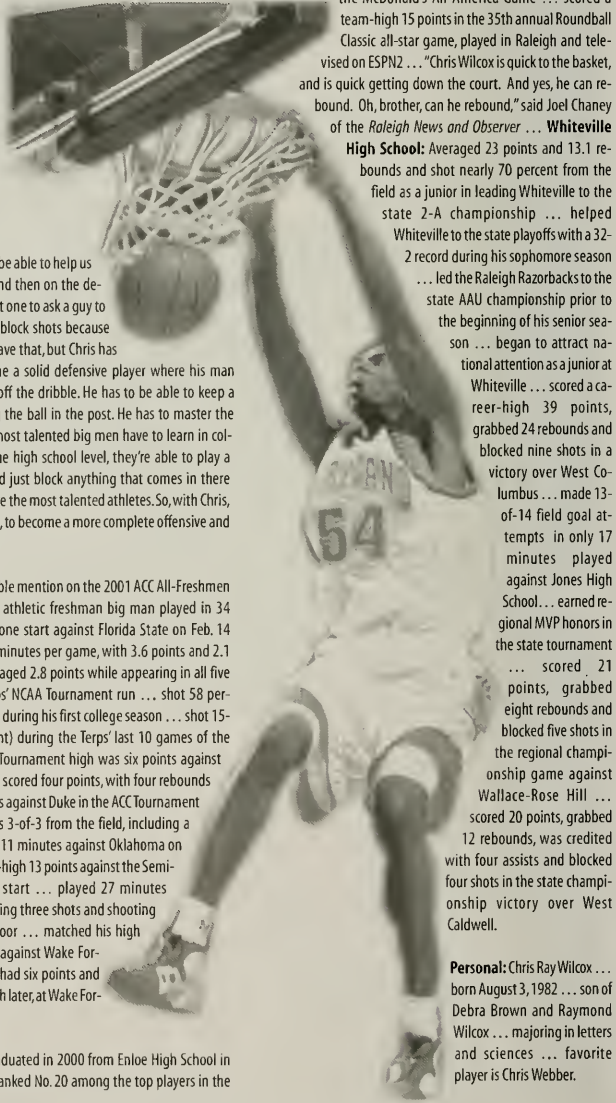 be able to help us
nd then on the de-
t one to ask a guy to
block shots because
ave that, but Chris has
e a solid defensive player where his man
off the dribble. He has to be able to keep a
the ball in the post. He has to master the
nost talented big men have to learn in col-
e high school level, they're able to play a
d just block anything that comes in there
e the most talented athletes. So, with Chris,
, to become a more complete offensive and
ble mention on the 2001 ACC All-Freshmen
athletic freshman big man played in 34
one start against Florida State on Feb. 14
minutes per game, with 3.6 points and 2.1
aged 2.8 points while appearing in all five
s' NCAA Tournament run ... shot 58 per-
during his first college season ... shot 15-
nt) during the Terps' last 10 games of the
Tournament high was six points against
scored four points, with four rebounds
s against Duke in the ACC Tournament
s 3-of-3 from the field, including a
11 minutes against Oklahoma on
-high 13 points against the Semi-
start ... played 27 minutes
ing three shots and shooting
oor ... matched his high
against Wake For-
had six points and
h later, at Wake For-
duated in 2000 from Enloe High School in
anked No. 20 among the top players in the
54
the McDonald's All-America Game ... scored a
team-high 15 points in the 35th annual Roundball
Classic all-star game, played in Raleigh and tele-
vised on ESPN2 ... "Chris Wilcox is quick to the basket,
and is quick getting down the court. And yes, he can re-
bound. Oh, brother, can he rebound," said Joel Chaney
of the Raleigh News and Observer ... Whiteville
High School: Averaged 23 points and 13.1 re-
bounds and shot nearly 70 percent from the
field as a junior in leading Whiteville to the
state 2-A championship ... helped
Whiteville to the state playoffs with a 32-
2 record during his sophomore season
... led the Raleigh Razorbacks to the
state AAU championship prior to
the beginning of his senior sea-
son ... began to attract na-
tional attention as a junior at
Whiteville ... scored a ca-
reer-high 39 points,
grabbed 24 rebounds and
blocked nine shots in a
victory over West Co-
lumbus ... made 13-
of-14 field goal at-
tempts in only 17
minutes played
against Jones High
School... earned re-
gional MVP honors in
the state tournament
... scored 21
points, grabbed
eight rebounds and
blocked five shots in
the regional champi-
onship game against
Wallace-Rose Hill ...
scored 20 points, grabbed
12 rebounds, was credited
with four assists and blocked
four shots in the state champi-
onship victory over West
Caldwell.
Personal: Chris Ray Wilcox ...
born August 3, 1982 ... son of
Debra Brown and Raymond
Wilcox ... majoring in letters
and sciences ... favorite
player is Chris Webber.